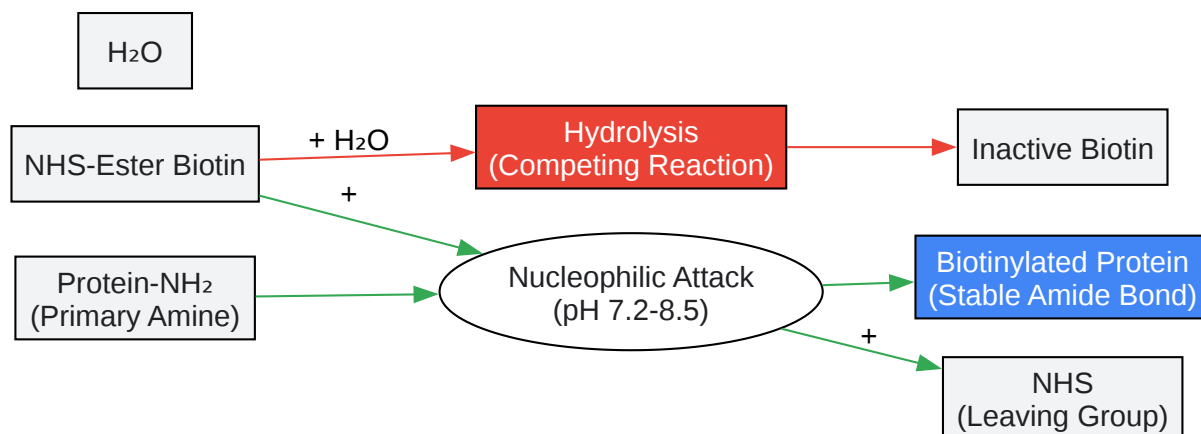 H₂O
NHS-Ester Biotin
+ H₂O
Hydrolysis
(Competing Reaction)
Inactive Biotin
+
Protein-NH₂
(Primary Amine)
Nucleophilic Attack
(pH 7.2-8.5)
Biotinylated Protein
(Stable Amide Bond)
+
NHS
(Leaving Group)